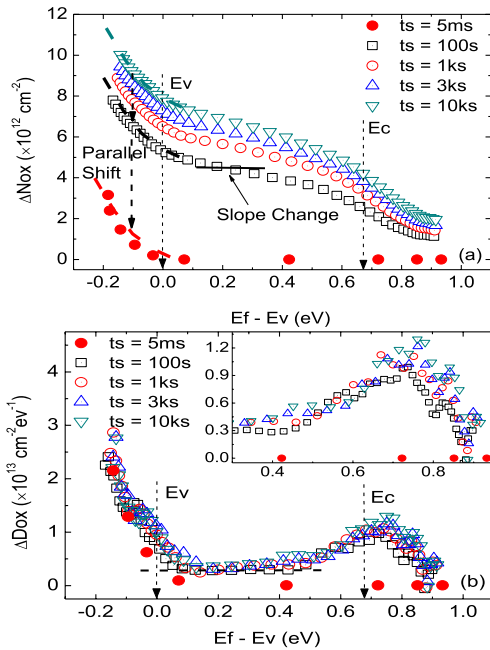 12
10
8
6
4
2
0
ΔNox (×10¹² cm⁻²)
ts = 5ms
ts = 100s
ts = 1ks
ts = 3ks
ts = 10ks
Ev
Ec
Parallel
Shift
Slope Change
(a)
-0.2 0.0 0.2 0.4 0.6 0.8 1.0
Ef - Ev (eV)
4
3
2
1
0
ΔDox (×10¹³ cm⁻²ev⁻¹)
ts = 5ms
ts = 100s
ts = 1ks
ts = 3ks
ts = 10ks
1.2
0.9
0.6
0.3
0.0
0.4 0.6 0.8
Ev
Ec
(b)
-0.2 0.0 0.2 0.4 0.6 0.8 1.0
Ef - Ev (eV)